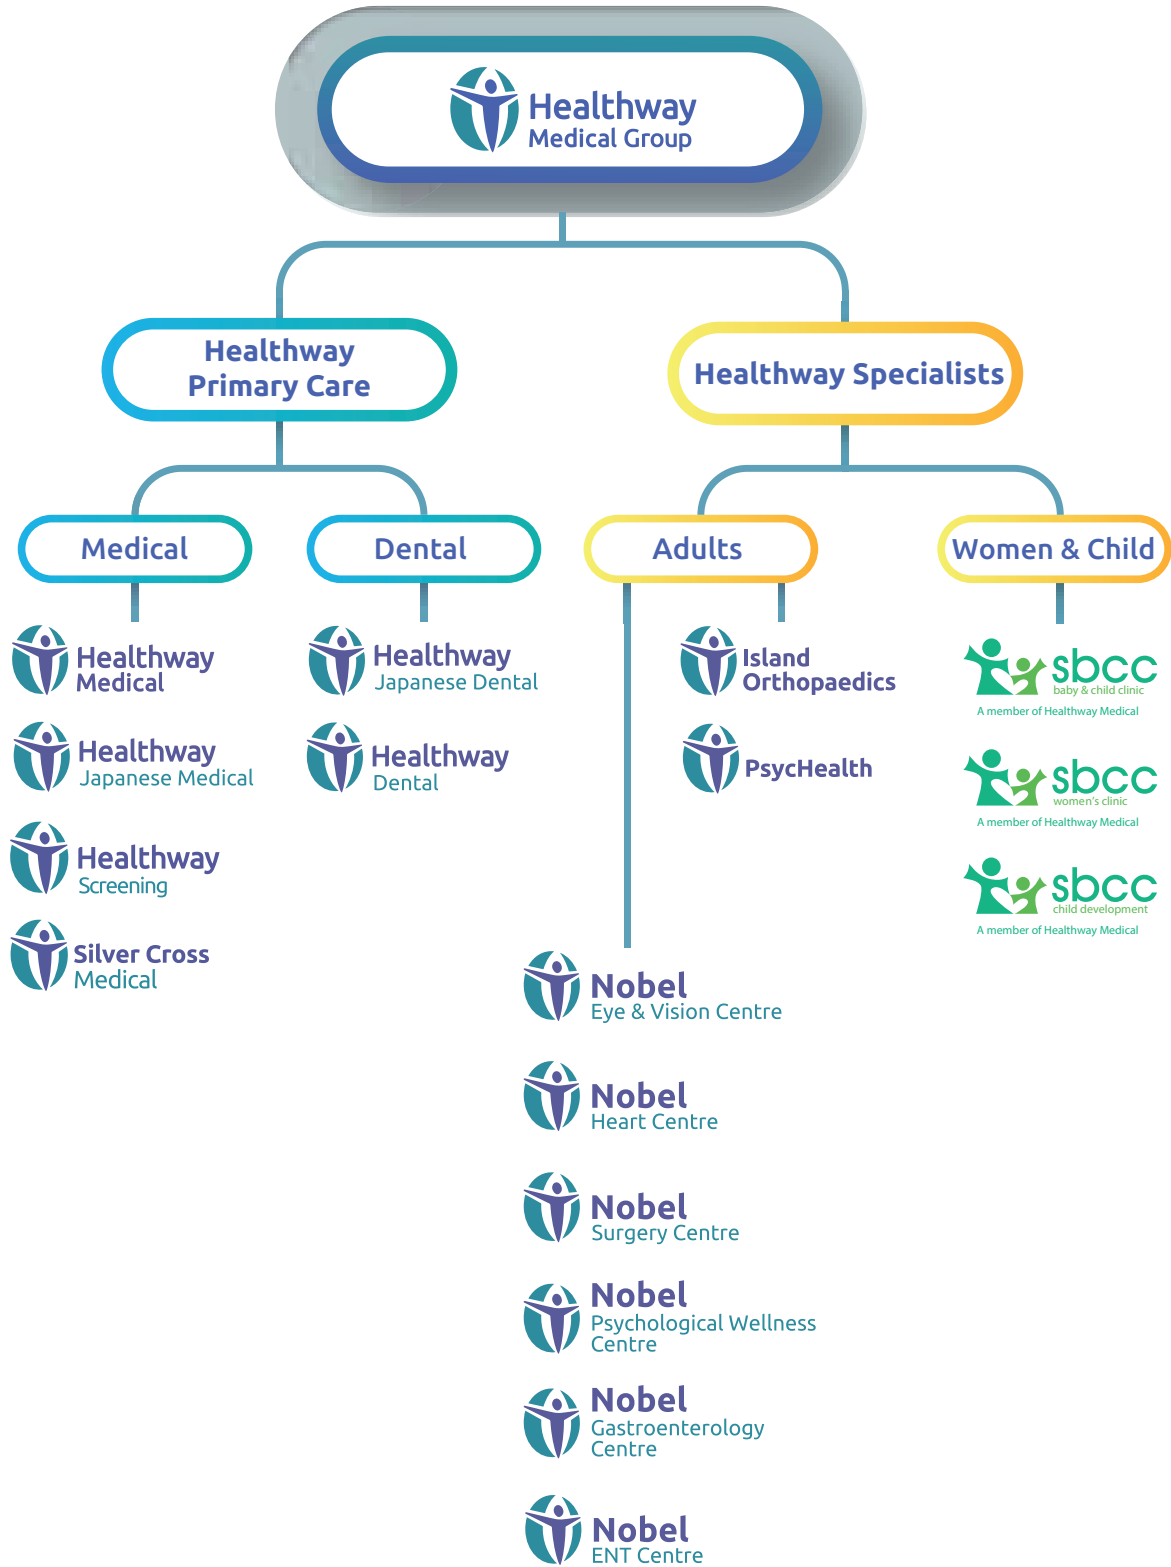 Healthway
Medical Group
Healthway
Primary Care
Healthway Specialists
Medical
Dental
Adults
Women & Child
Healthway
Medical
Healthway
Japanese Medical
Healthway
Screening
Silver Cross
Medical
Healthway
Japanese Dental
Healthway
Dental
Island
Orthopaedics
PsycHealth
sbcc
baby & child clinic
A member of Healthway Medical
sbcc
women's clinic
A member of Healthway Medical
sbcc
child development
A member of Healthway Medical
Nobel
Eye & Vision Centre
Nobel
Heart Centre
Nobel
Surgery Centre
Nobel
Psychological Wellness
Centre
Nobel
Gastroenterology
Centre
Nobel
ENT Centre